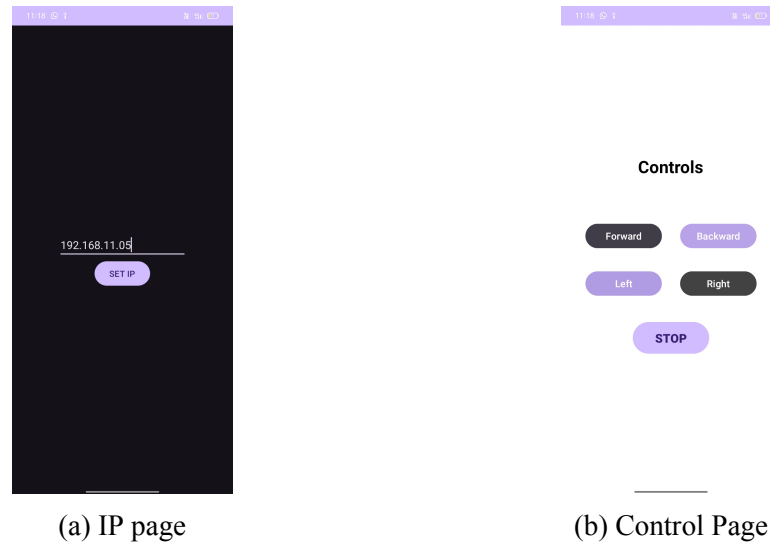 11:18
11:18
Controls
192.168.11.05
Forward Backward
SET IP
Left Right
STOP
(a) IP page
(b) Control Page